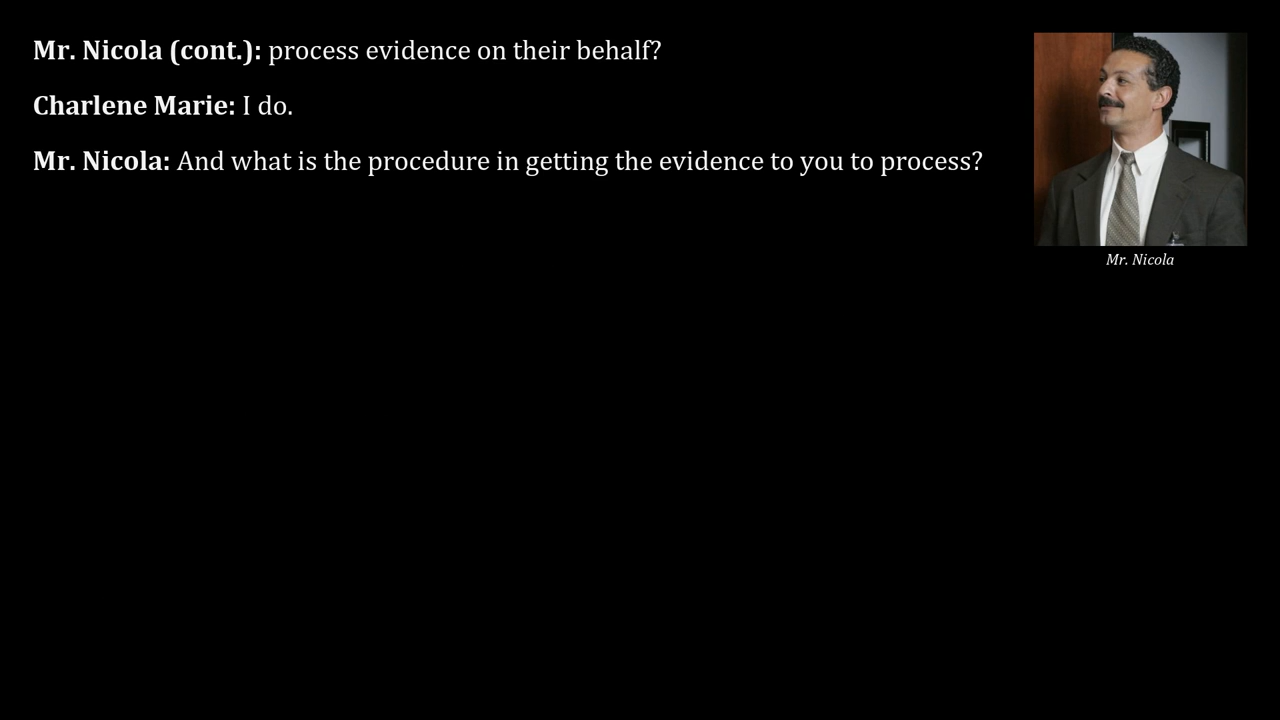 Mr. Nicola (cont.): process evidence on their behalf?
Charlene Marie: I do.
Mr. Nicola: And what is the procedure in getting the evidence to you to process?
Mr. Nicola